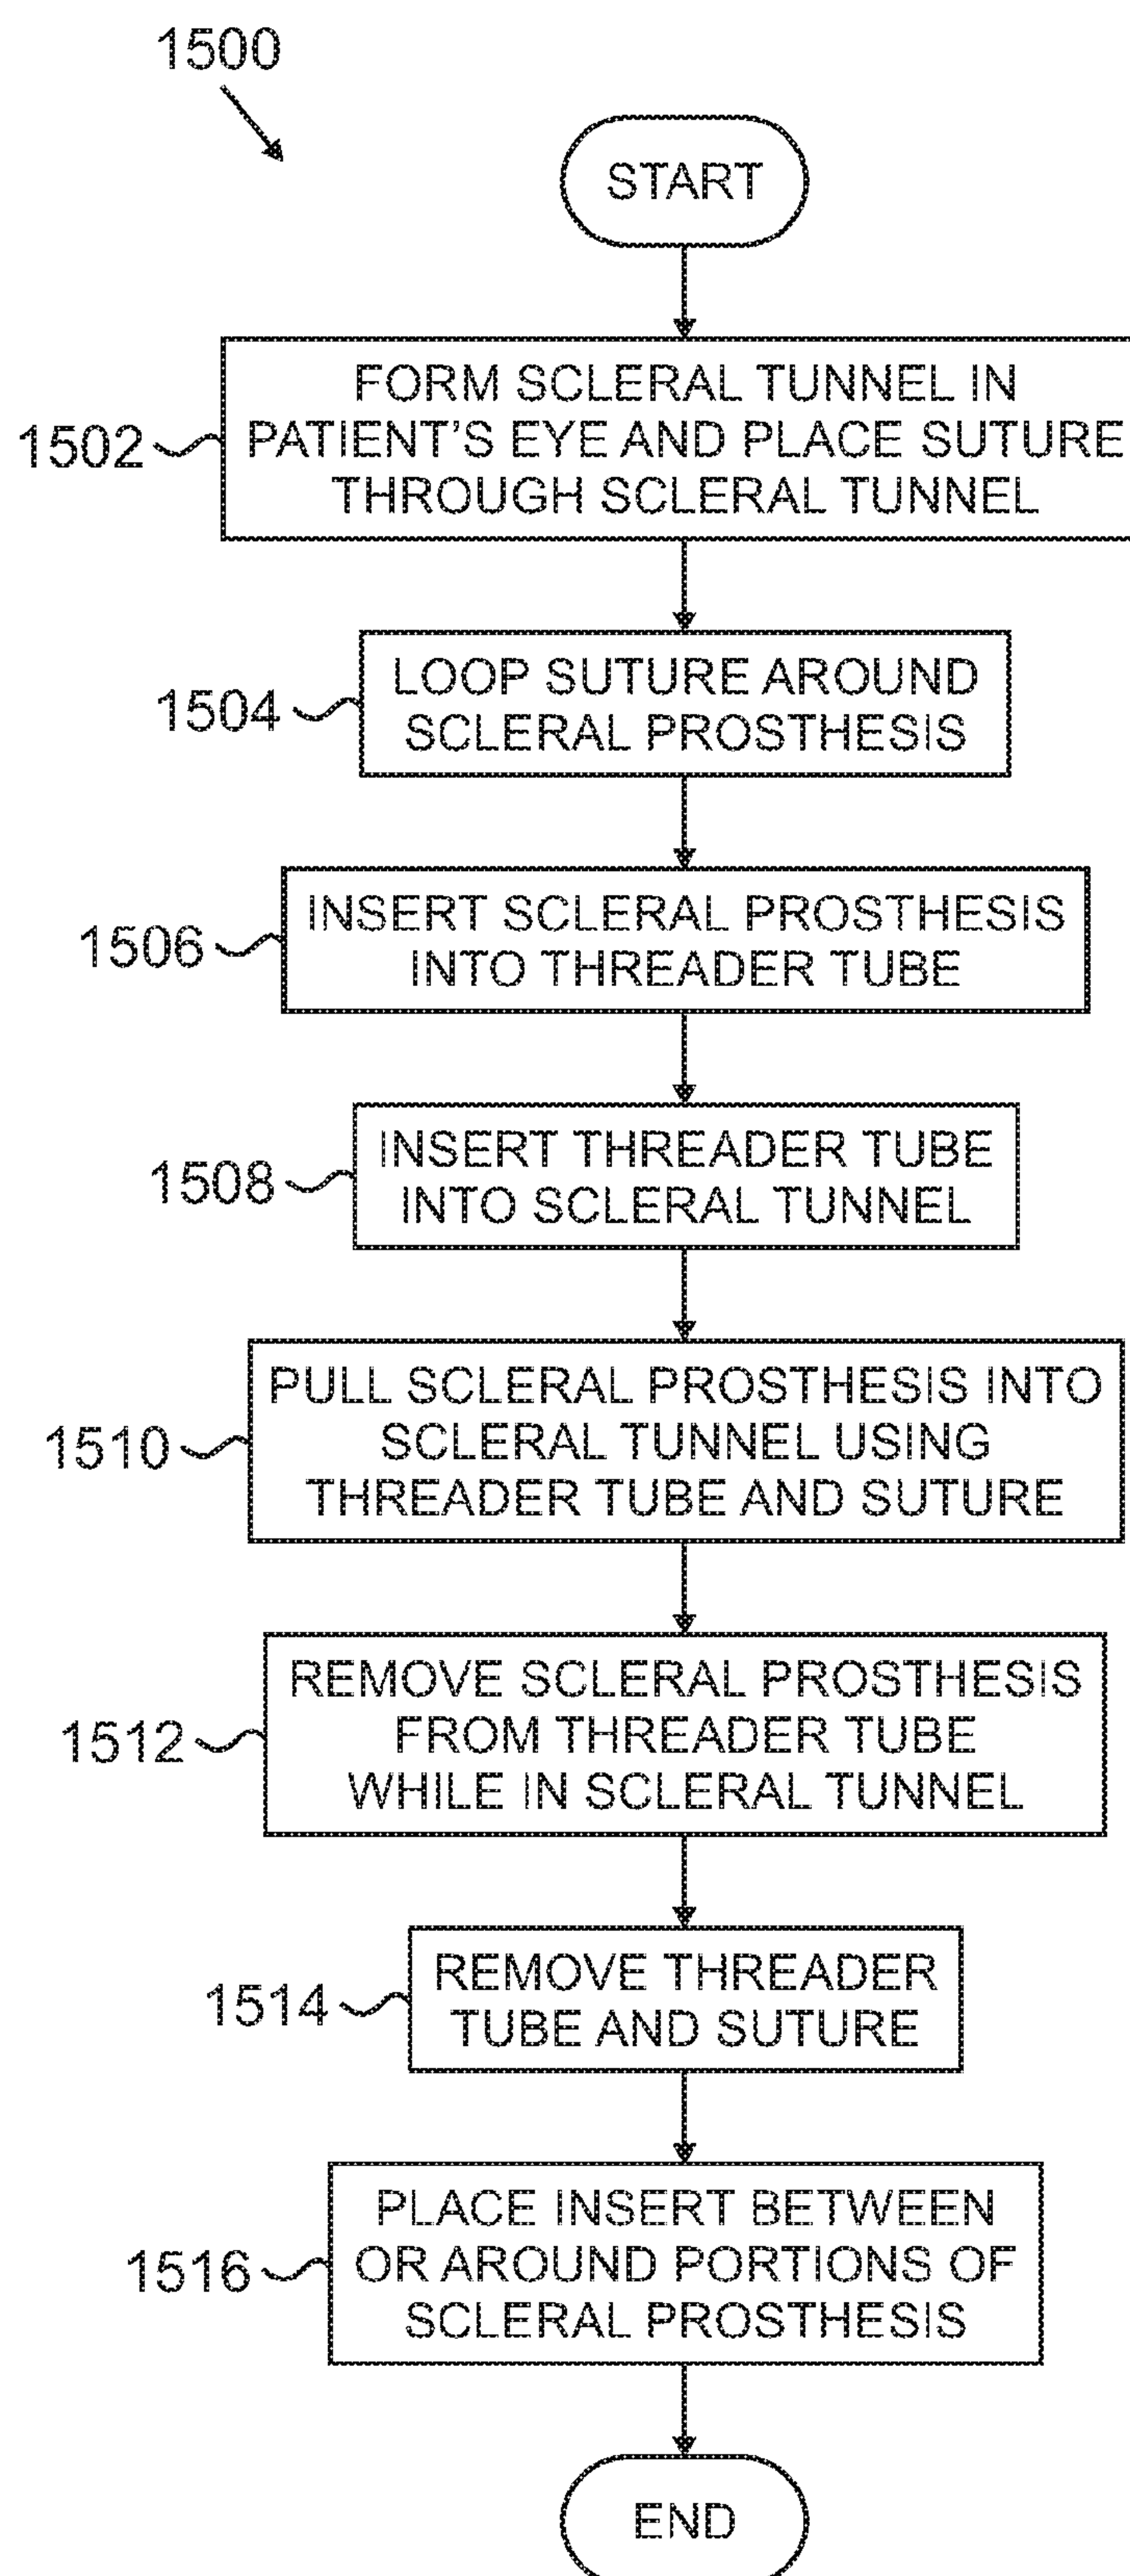 1500
START
1502
FORM SCLERAL TUNNEL IN
PATIENT'S EYE AND PLACE SUTURE
THROUGH SCLERAL TUNNEL
1504
LOOP SUTURE AROUND
SCLERAL PROSTHESIS
1506
INSERT SCLERAL PROSTHESIS
INTO THREADER TUBE
1508
INSERT THREADER TUBE
INTO SCLERAL TUNNEL
1510
PULL SCLERAL PROSTHESIS INTO
SCLERAL TUNNEL USING
THREADER TUBE AND SUTURE
1512
REMOVE SCLERAL PROSTHESIS
FROM THREADER TUBE
WHILE IN SCLERAL TUNNEL
1514
REMOVE THREADER
TUBE AND SUTURE
1516
PLACE INSERT BETWEEN
OR AROUND PORTIONS OF
SCLERAL PROSTHESIS
END